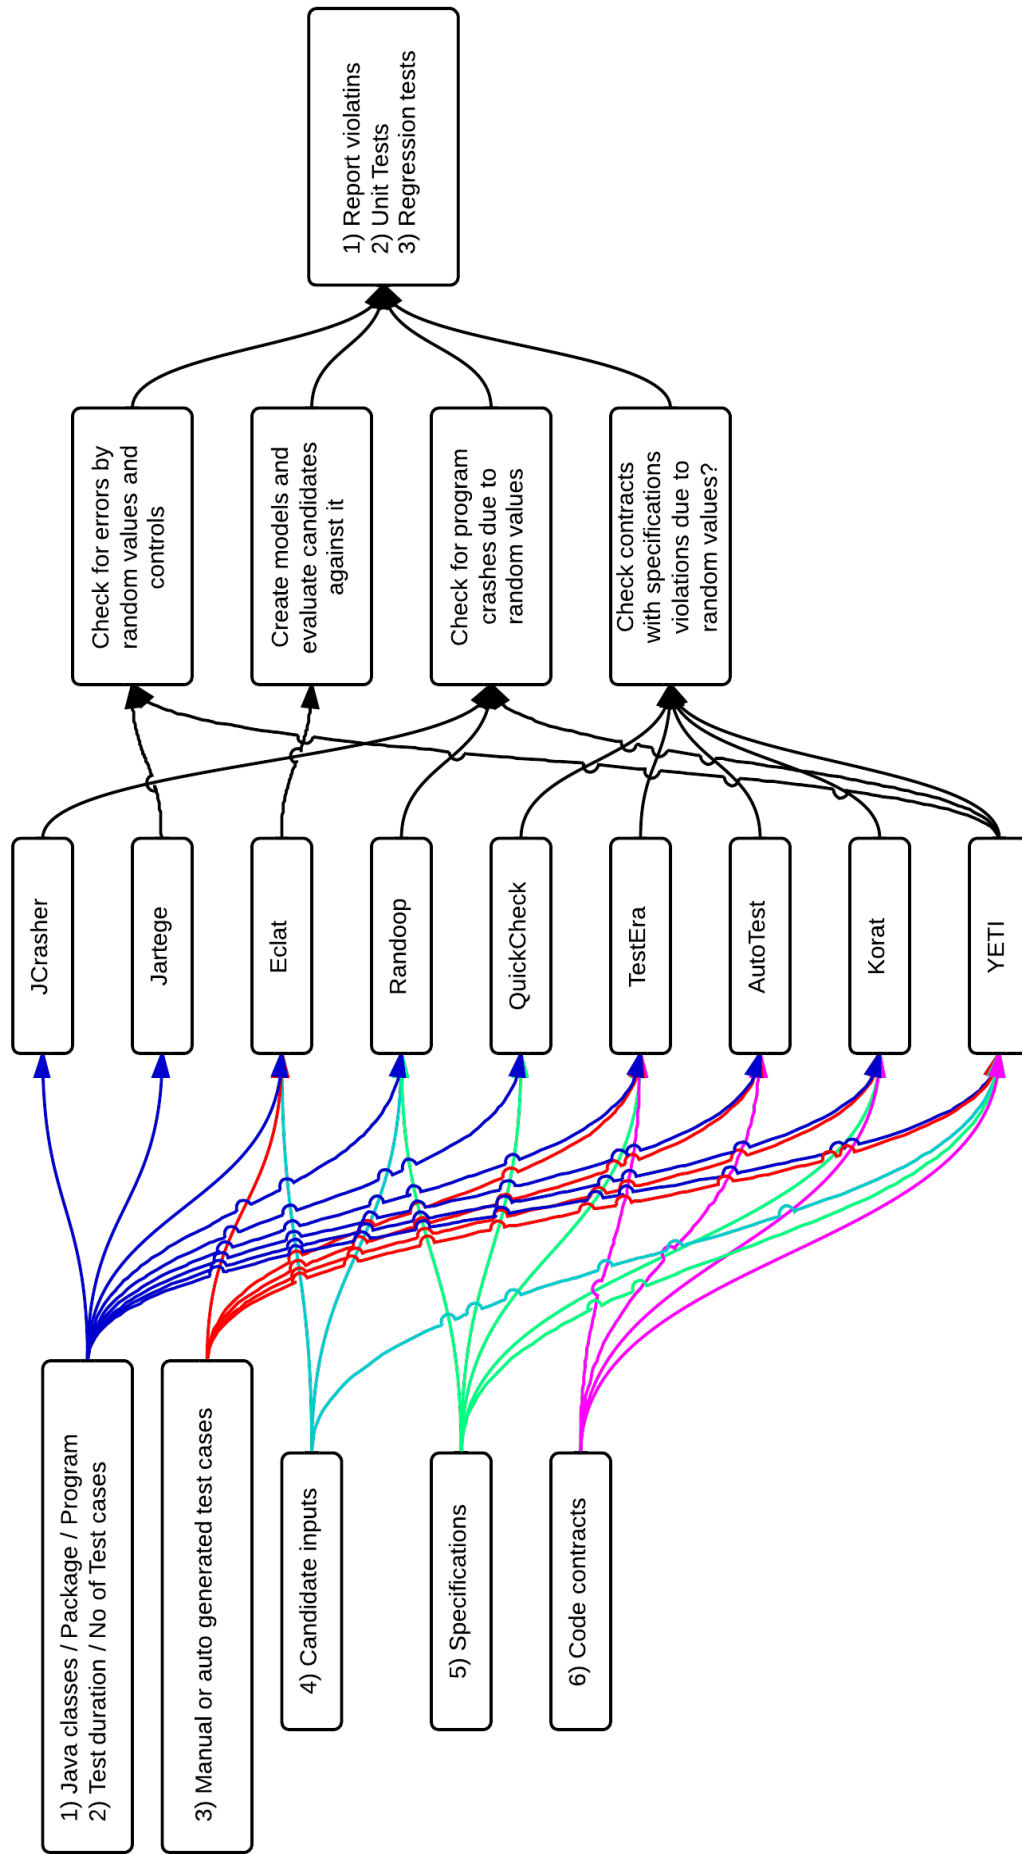 1) Java classes / Package / Program
2) Test duration / No of Test cases
3) Manual or auto generated test cases
4) Candidate inputs
5) Specifications
6) Code contracts
JCrasher
Jartege
Eclat
Randoop
QuickCheck
TestEra
AutoTest
Korat
YETI
Check for errors by
random values and
controls
Create models and
evaluate candidates
against it
Check for program
crashes due to
random values
Check contracts
with specifications
violations due to
random values?
1) Report violatins
2) Unit Tests
3) Regression tests